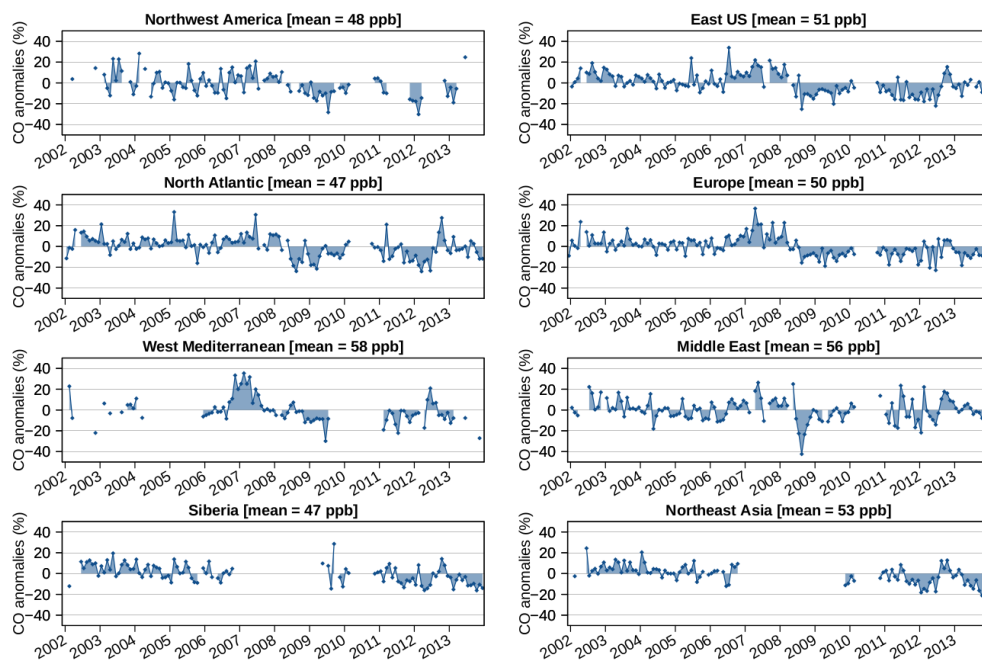 Northwest America [mean = 48 ppb]
CO anomalies (%)
40
20
0
−20
−40
2002 2003 2004 2005 2006 2007 2008 2009 2010 2011 2012 2013
East US [mean = 51 ppb]
CO anomalies (%)
40
20
0
−20
−40
2002 2003 2004 2005 2006 2007 2008 2009 2010 2011 2012 2013
North Atlantic [mean = 47 ppb]
CO anomalies (%)
40
20
0
−20
−40
2002 2003 2004 2005 2006 2007 2008 2009 2010 2011 2012 2013
Europe [mean = 50 ppb]
CO anomalies (%)
40
20
0
−20
−40
2002 2003 2004 2005 2006 2007 2008 2009 2010 2011 2012 2013
West Mediterranean [mean = 58 ppb]
CO anomalies (%)
40
20
0
−20
−40
2002 2003 2004 2005 2006 2007 2008 2009 2010 2011 2012 2013
Middle East [mean = 56 ppb]
CO anomalies (%)
40
20
0
−20
−40
2002 2003 2004 2005 2006 2007 2008 2009 2010 2011 2012 2013
Siberia [mean = 47 ppb]
CO anomalies (%)
40
20
0
−20
−40
2002 2003 2004 2005 2006 2007 2008 2009 2010 2011 2012 2013
Northeast Asia [mean = 53 ppb]
CO anomalies (%)
40
20
0
−20
−40
2002 2003 2004 2005 2006 2007 2008 2009 2010 2011 2012 2013